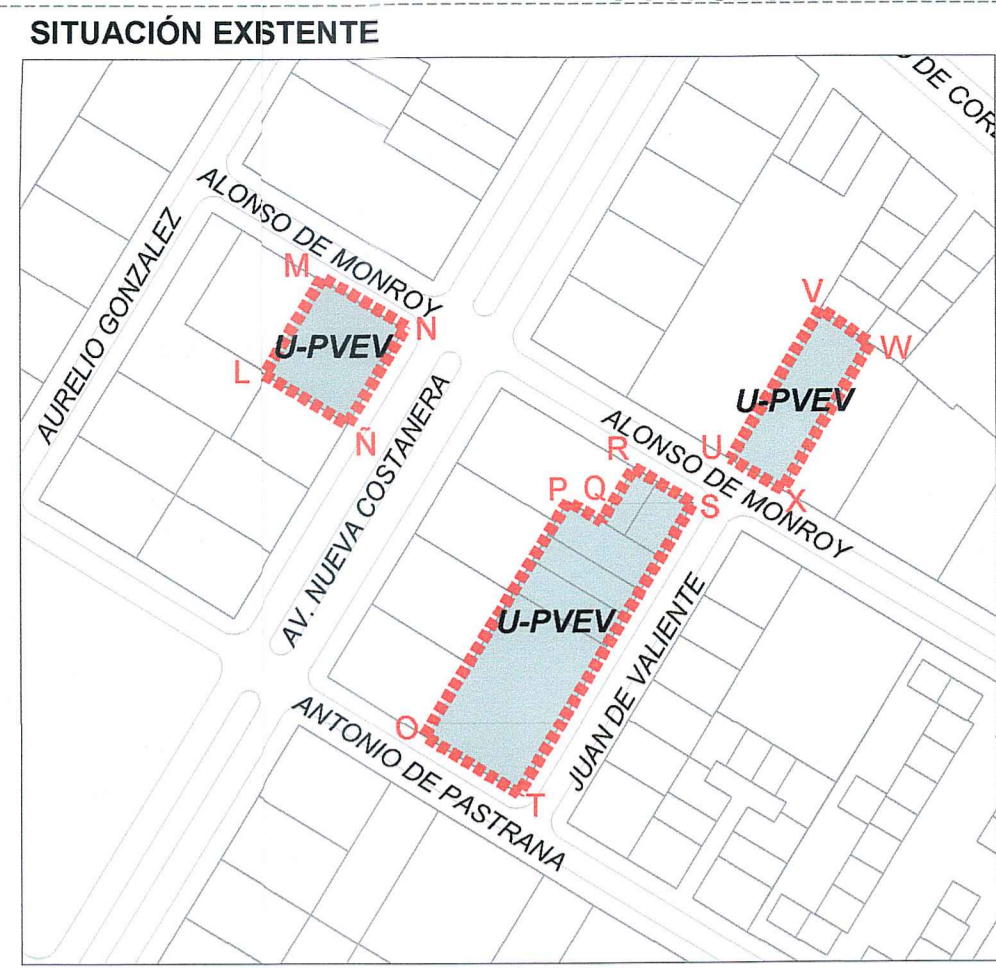 SITUACIÓN EXISTENTE
DE CORD
ALONSO DE MONROY
AURELIO GONZALEZ
M
N
U-PVEV
L
Ñ
V
W
U-PVEV
U
X
ALONSO DE MONROY
AV. NUEVA COSTANERA
R
P
Q
S
U-PVEV
O
T
JUAN DE VALIENTE
ANTONIO DE PASTRANA